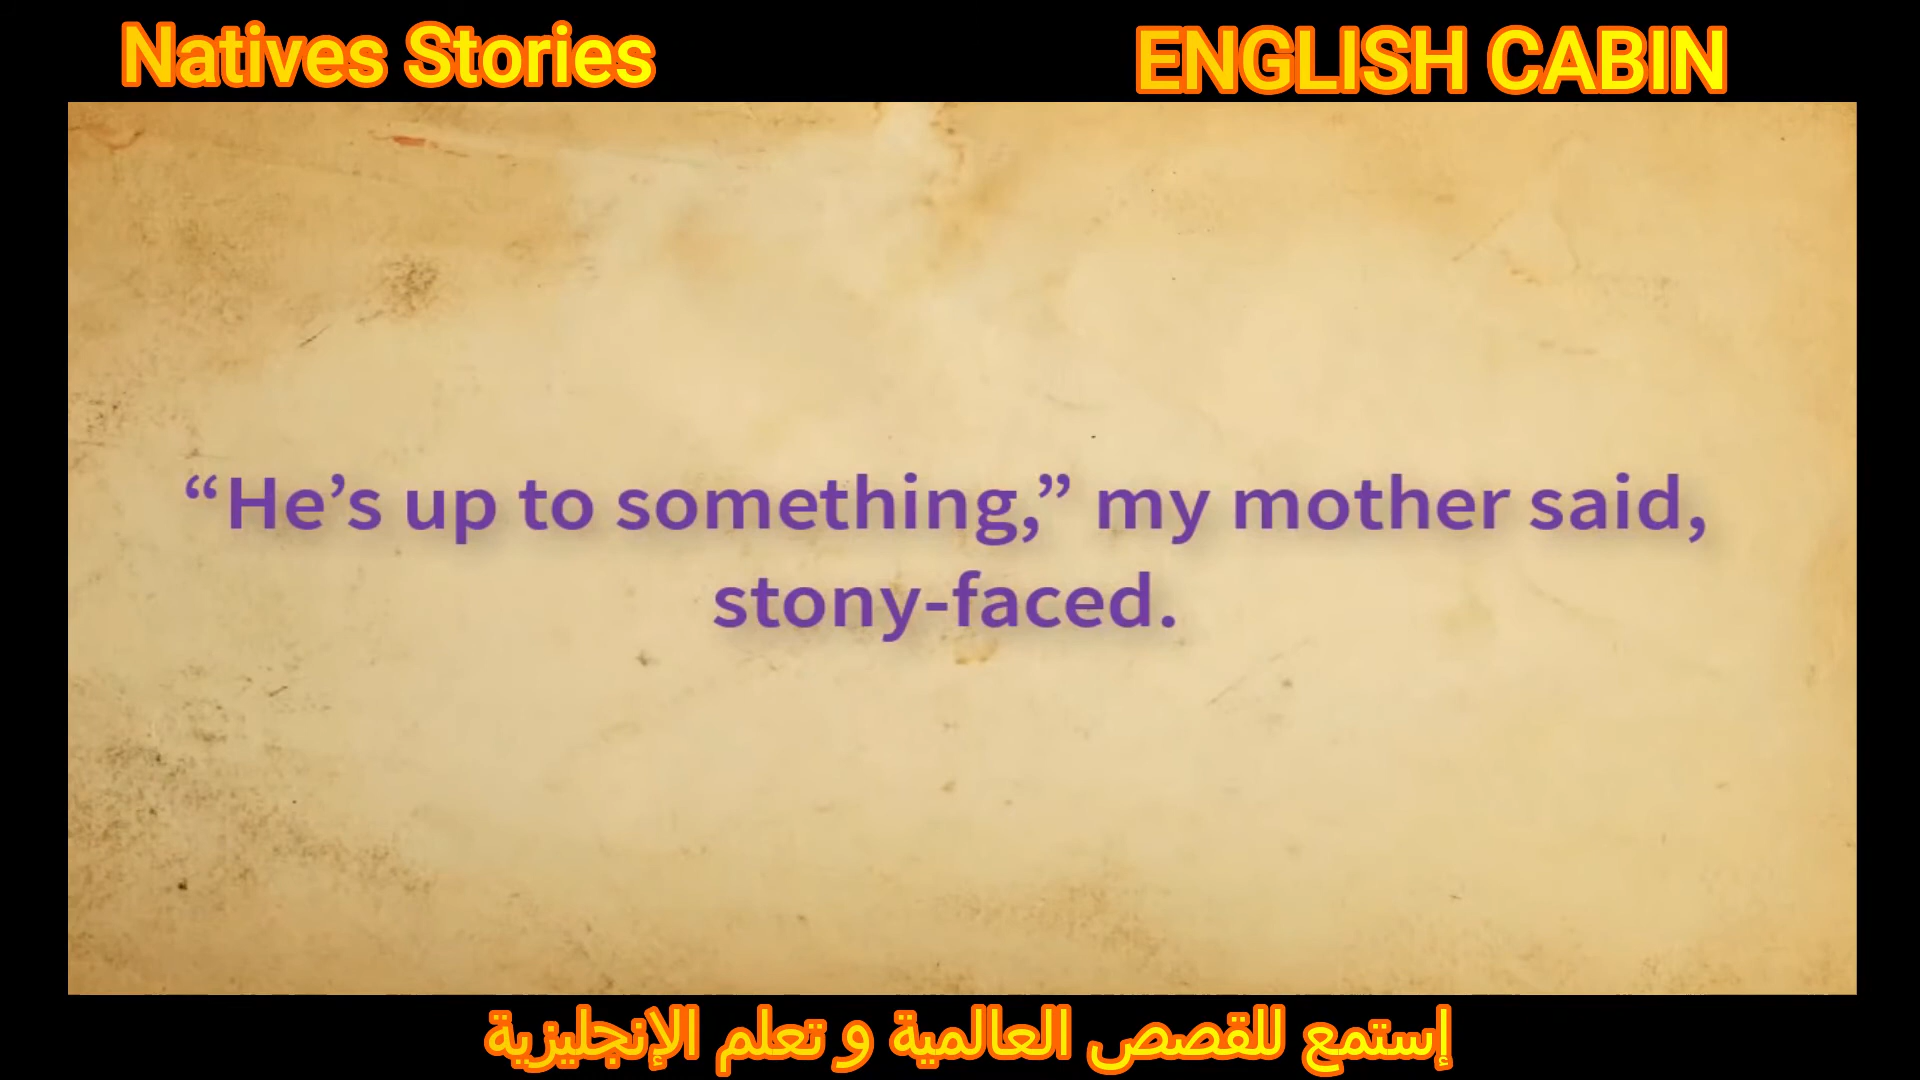 Natives Stories
ENGLISH CABIN
“He’s up to something,” my mother said,
stony-faced.
إستمع للقصص العالمية و تعلم الإنجليزية